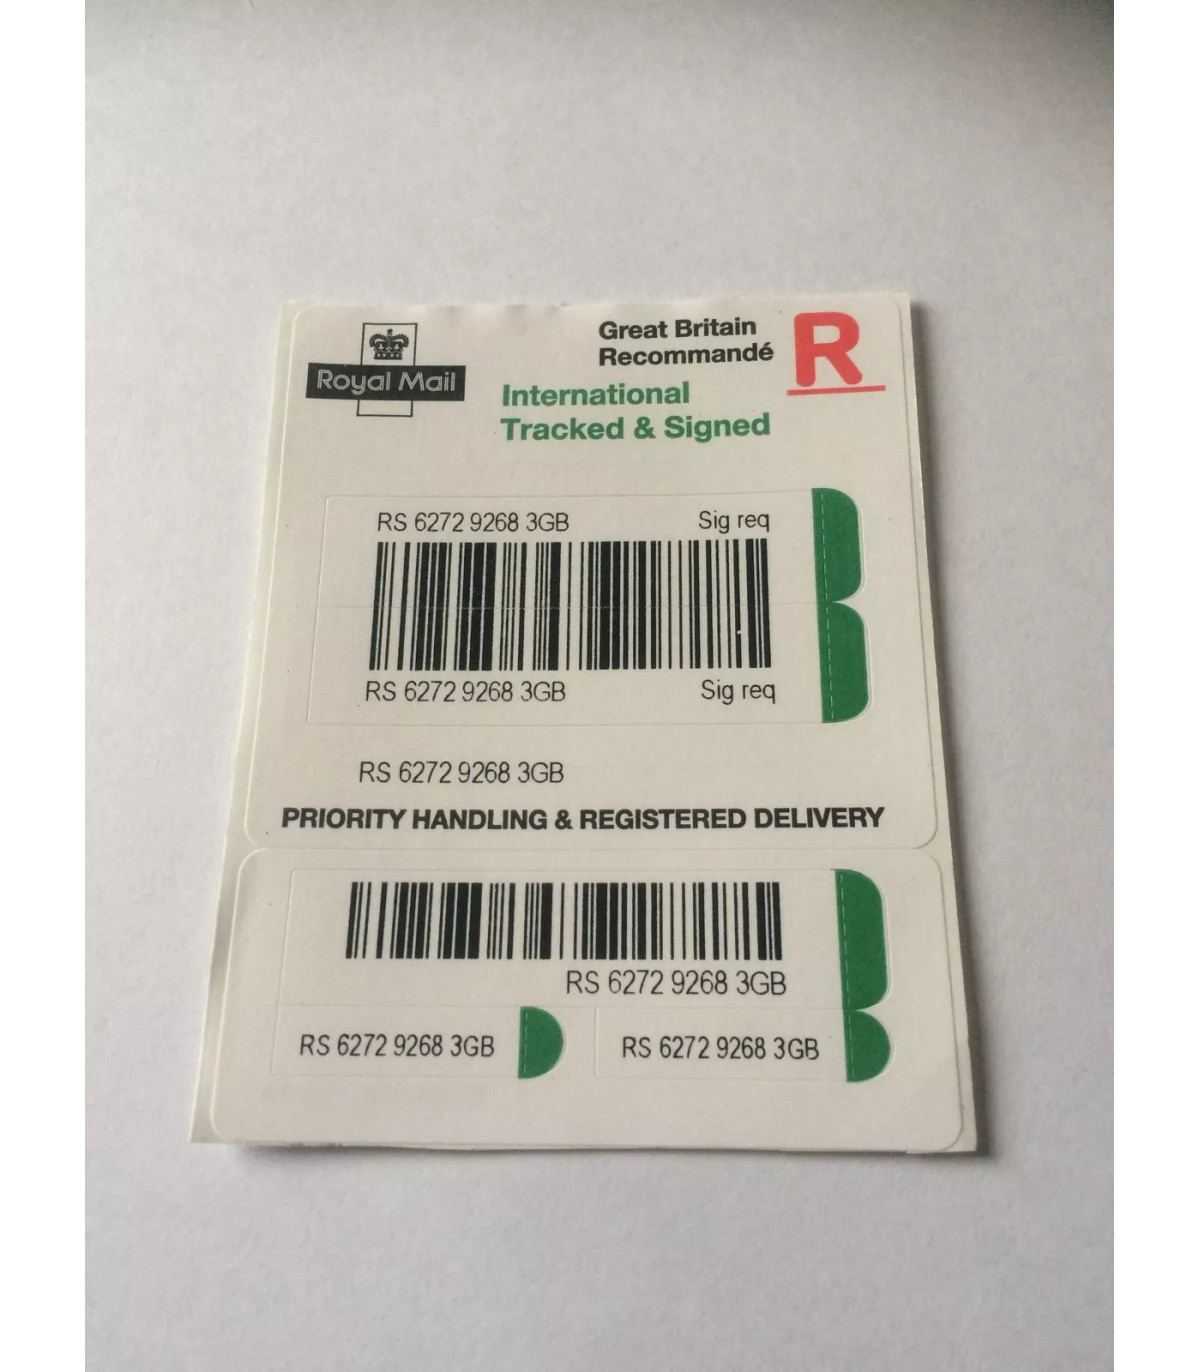 Royal Mail
Great Britain
Recommandé
R
International
Tracked & Signed
RS 6272 9268 3GB Sig req
RS 6272 9268 3GB Sig req
RS 6272 9268 3GB
PRIORITY HANDLING & REGISTERED DELIVERY
RS 6272 9268 3GB
RS 6272 9268 3GB RS 6272 9268 3GB